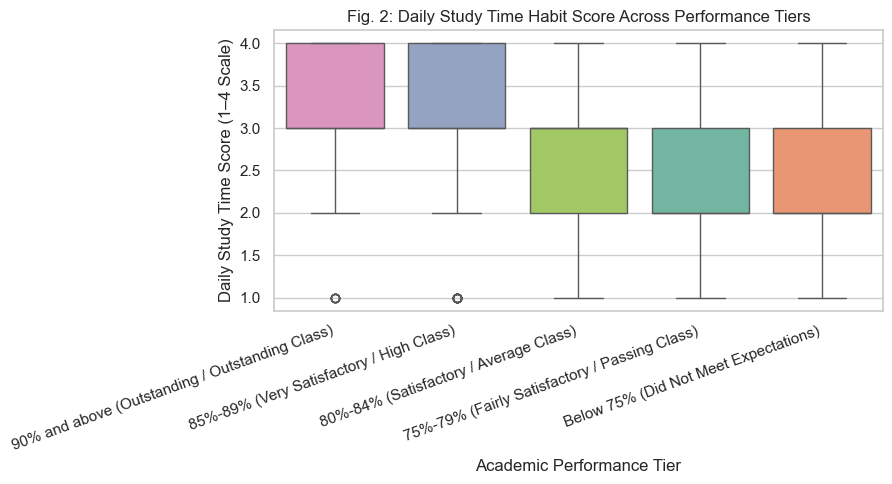 Fig. 2: Daily Study Time Habit Score Across Performance Tiers
Daily Study Time Score (1–4 Scale)
4.0
3.5
3.0
2.5
2.0
1.5
1.0
90% and above (Outstanding / Outstanding Class)
85%-89% (Very Satisfactory / High Class)
80%-84% (Satisfactory / Average Class)
75%-79% (Fairly Satisfactory / Passing Class)
Below 75% (Did Not Meet Expectations)
Academic Performance Tier